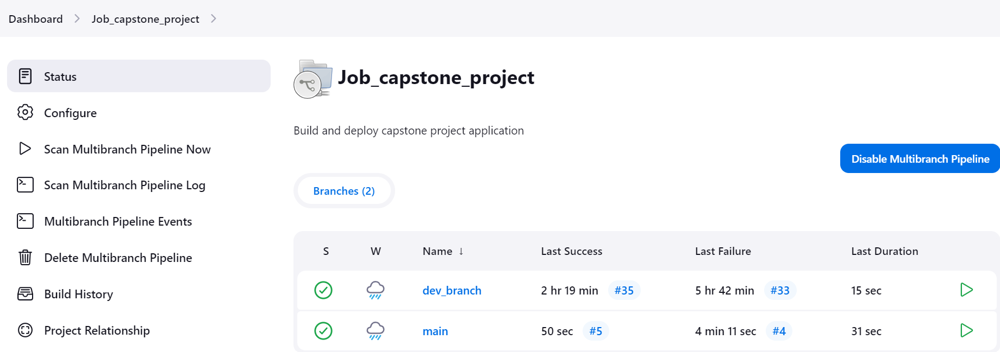 Dashboard > Job_capstone_project >
Status
Configure
Scan Multibranch Pipeline Now
Scan Multibranch Pipeline Log
Multibranch Pipeline Events
Delete Multibranch Pipeline
Build History
Project Relationship
Job_capstone_project
Build and deploy capstone project application
Disable Multibranch Pipeline
Branches (2)
S W Name ↓ Last Success Last Failure Last Duration
dev_branch 2 hr 19 min #35 5 hr 42 min #33 15 sec
main 50 sec #5 4 min 11 sec #4 31 sec